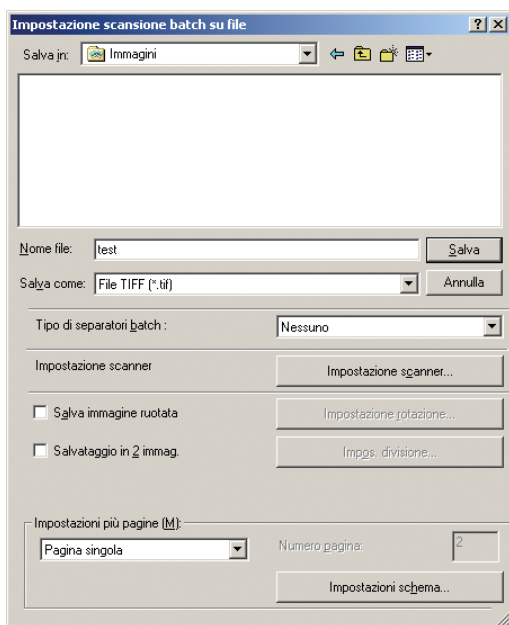 Impostazione scansione batch su file
Salva in: Immagini
Nome file: test Salva
Salva come: File TIFF (*.tif) Annulla
Tipo di separatori batch : Nessuno
Impostazione scanner Impostazione scanner...
Salva immagine ruotata Impostazione rotazione...
Salvataggio in 2 immag. Impos. divisione...
Impostazioni più pagine (M):
Pagina singola Numero pagina: 2
Impostazioni schema...